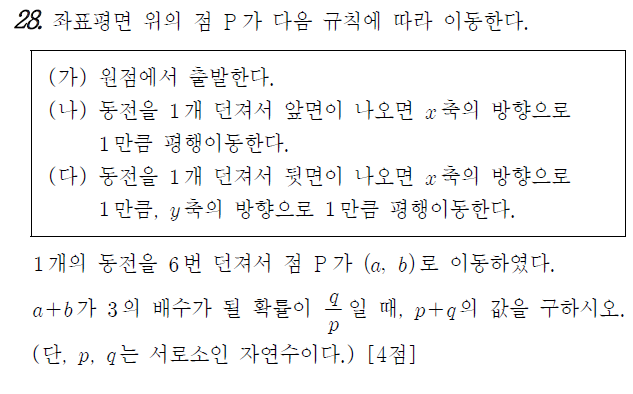 28. 좌표평면 위의 점 P가 다음 규칙에 따라 이동한다.
(가) 원점에서 출발한다.
(나) 동전을 1개 던져서 앞면이 나오면 x축의 방향으로
1만큼 평행이동한다.
(다) 동전을 1개 던져서 뒷면이 나오면 x축의 방향으로
1만큼, y축의 방향으로 1만큼 평행이동한다.
1개의 동전을 6번 던져서 점 P가 (a, b)로 이동하였다.
a+b가 3의 배수가 될 확률이 q/p일 때, p+q의 값을 구하시오.
(단, p, q는 서로소인 자연수이다.) [4점]